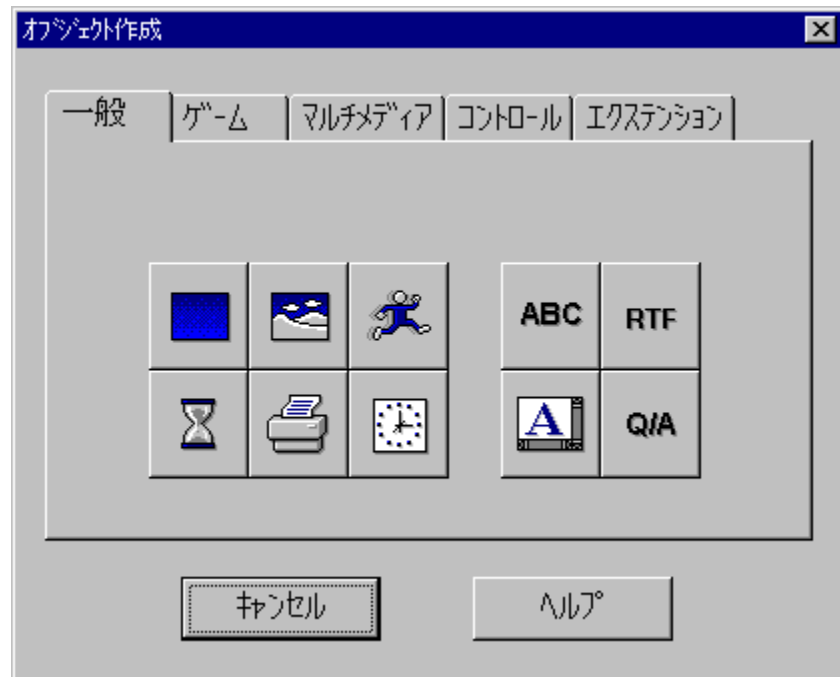 オブジェクト作成
一般 ゲーム マルチメディア コントロール エクステンション
ABC RTF
A Q/A
キャンセル ヘルプ